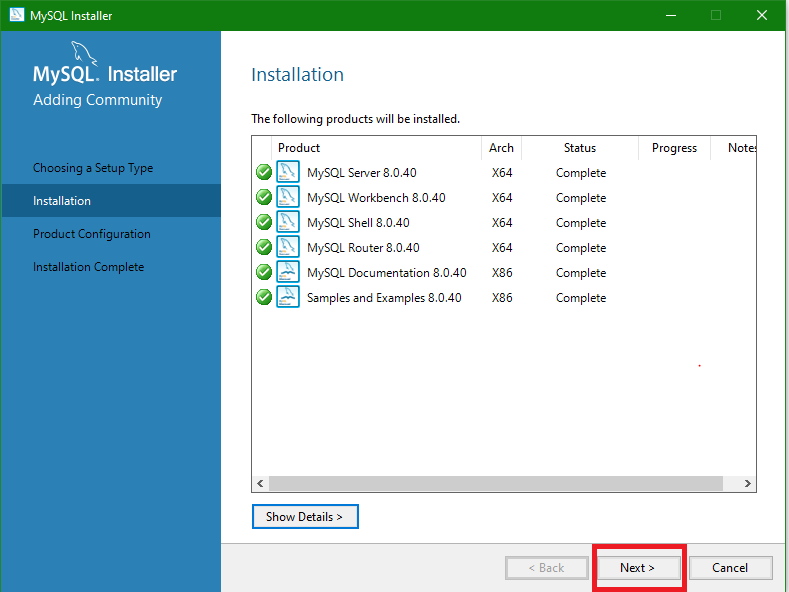 MySQL Installer
MySQL. Installer
Adding Community
Choosing a Setup Type
Installation
Product Configuration
Installation Complete
Installation
The following products will be installed.
Product Arch Status Progress Notes
MySQL Server 8.0.40 X64 Complete
MySQL Workbench 8.0.40 X64 Complete
MySQL Shell 8.0.40 X64 Complete
MySQL Router 8.0.40 X64 Complete
MySQL Documentation 8.0.40 X86 Complete
Samples and Examples 8.0.40 X86 Complete
Show Details >
< Back Next > Cancel